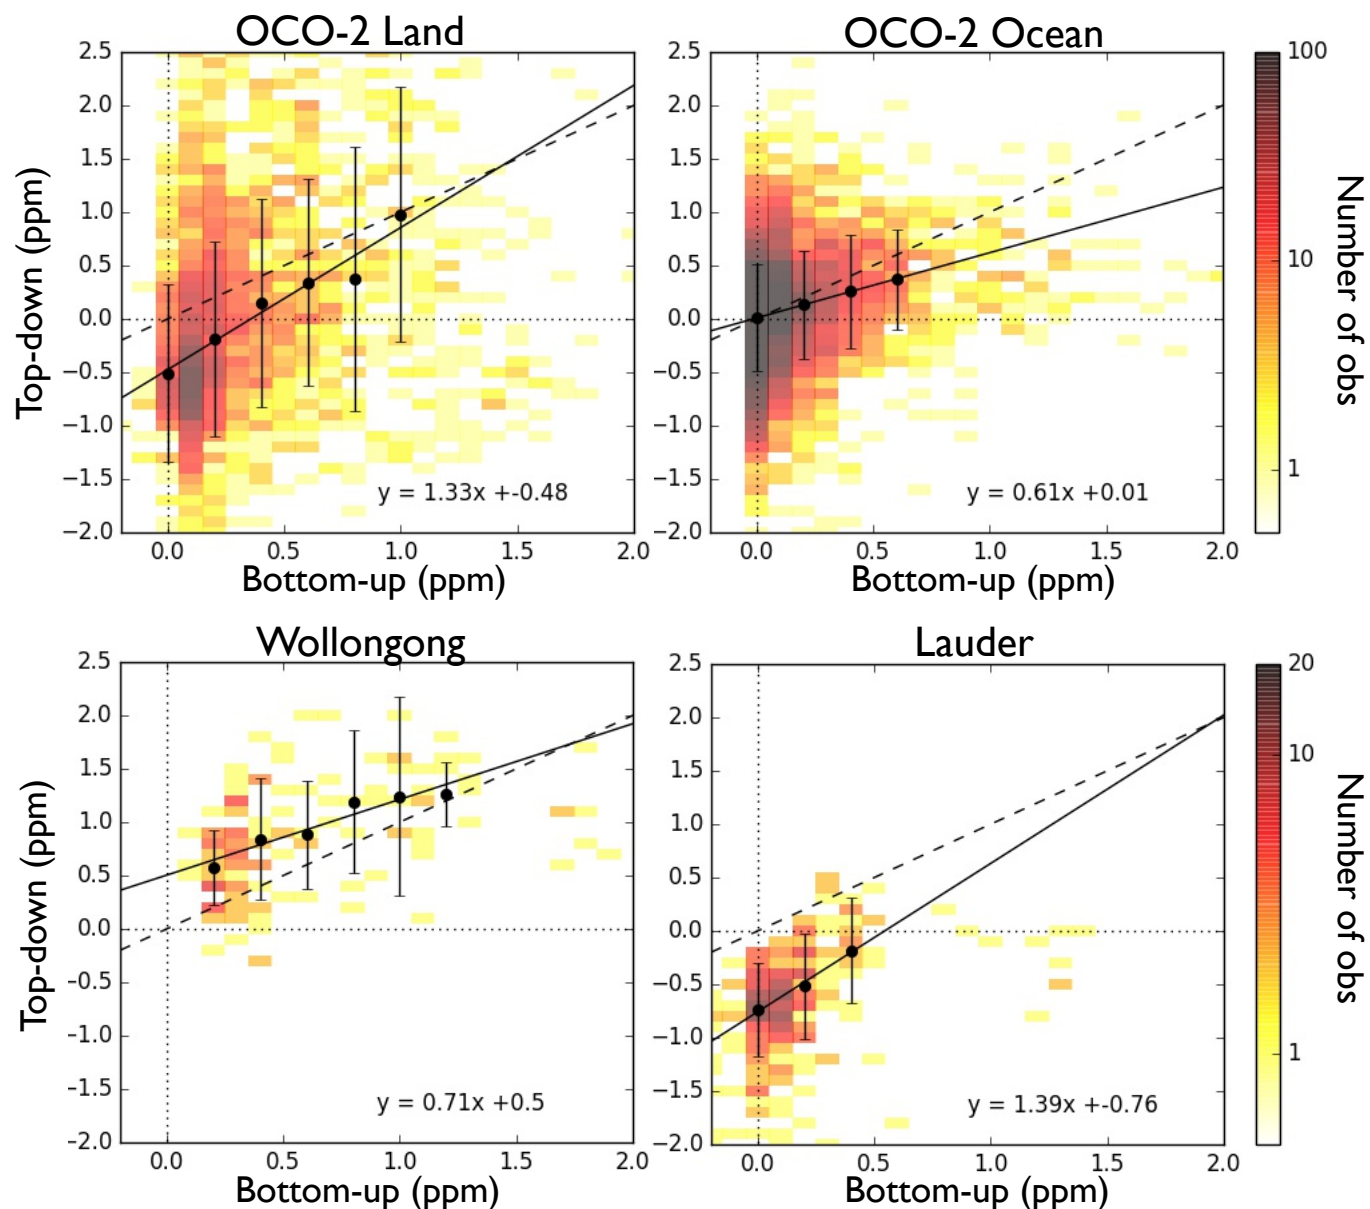 OCO-2 Land
OCO-2 Ocean
2.5
2.0
1.5
1.0
0.5
0.0
−0.5
−1.0
−1.5
−2.0
Top-down (ppm)
y = 1.33x +-0.48
0.0 0.5 1.0 1.5 2.0
Bottom-up (ppm)
2.5
2.0
1.5
1.0
0.5
0.0
−0.5
−1.0
−1.5
−2.0
y = 0.61x +0.01
0.0 0.5 1.0 1.5 2.0
Bottom-up (ppm)
100
10
1
Number of obs
Wollongong
Lauder
2.5
2.0
1.5
1.0
0.5
0.0
−0.5
−1.0
−1.5
−2.0
Top-down (ppm)
y = 0.71x +0.5
0.0 0.5 1.0 1.5 2.0
Bottom-up (ppm)
2.5
2.0
1.5
1.0
0.5
0.0
−0.5
−1.0
−1.5
−2.0
y = 1.39x +-0.76
0.0 0.5 1.0 1.5 2.0
Bottom-up (ppm)
20
10
1
Number of obs